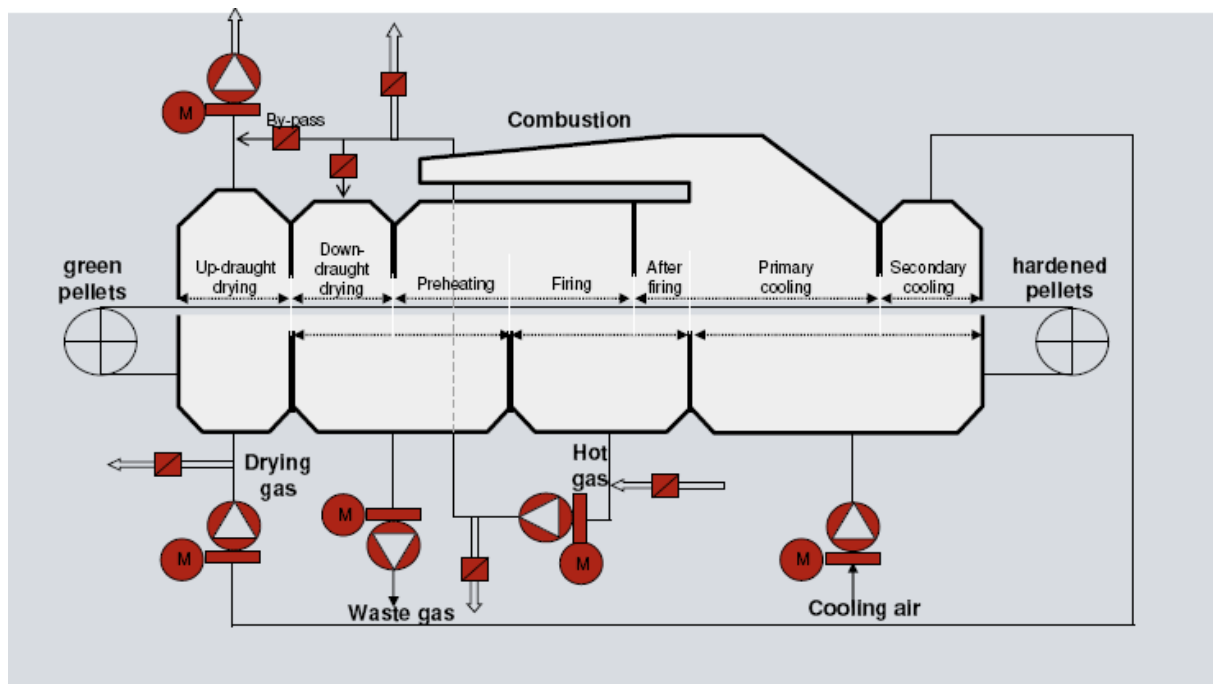 M
By-pass
Combustion
green
pellets
Up-draught
drying
Down-
draught
drying
Preheating
Firing
After
firing
Primary
cooling
Secondary
cooling
hardened
pellets
Drying
gas
Hot
gas
M
M
M
M
Waste gas
Cooling air